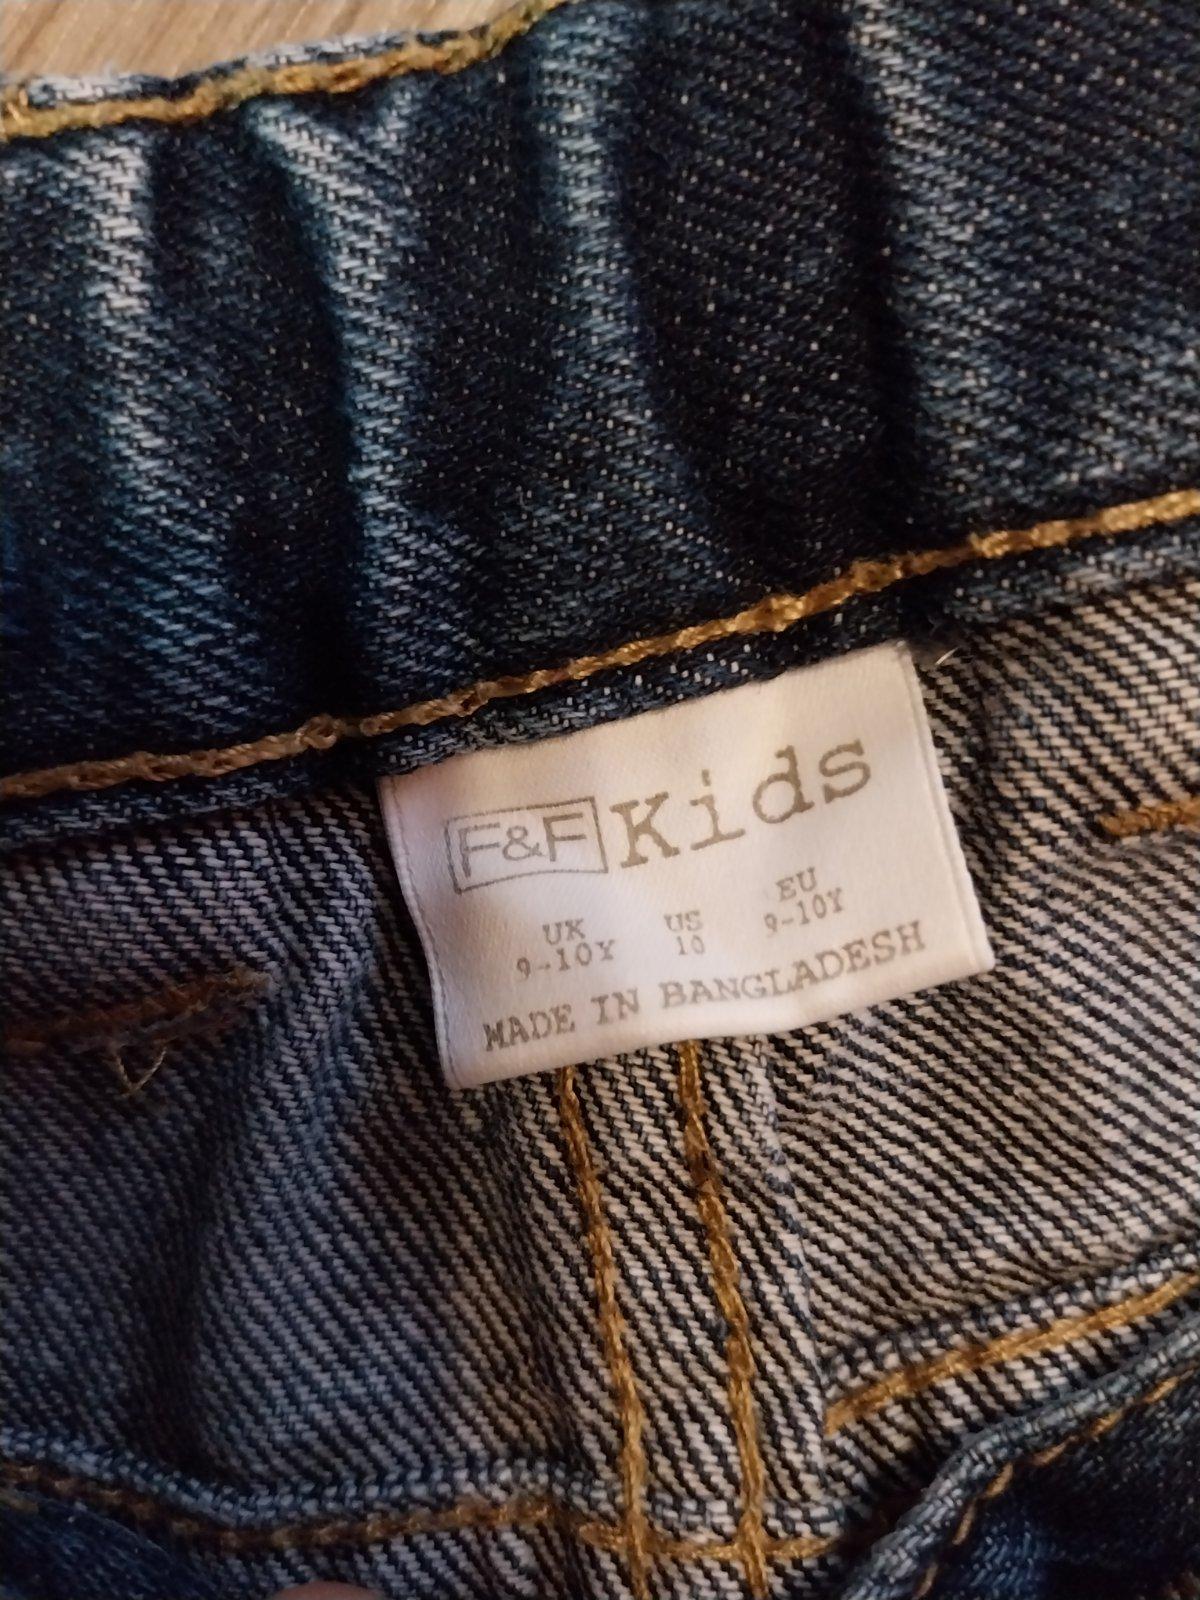 F&F Kids
UK US EU
9-10Y 10 9-10Y
MADE IN BANGLADESH